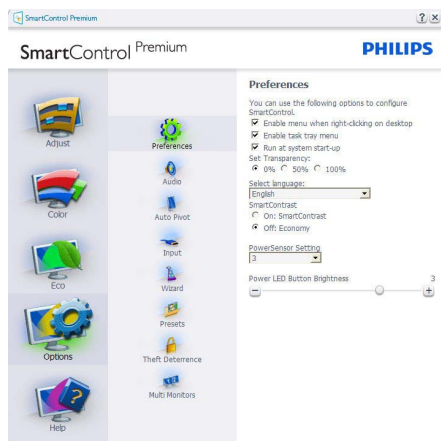 SmartControl Premium
SmartControl Premium
PHILIPS
Adjust
Color
Eco
Options
Help
Preferences
Audio
Auto Pivot
Input
Wizard
Presets
Theft Deterrence
Multi Monitors
Preferences
You can use the following options to configure
SmartControl.
Enable menu when right-clicking on desktop
Enable task tray menu
Run at system start-up
Set Transparency:
0% 50% 100%
Select language:
English
SmartContrast
On: SmartContrast
Off: Economy
PowerSensor Setting
3
Power LED Button Brightness 3